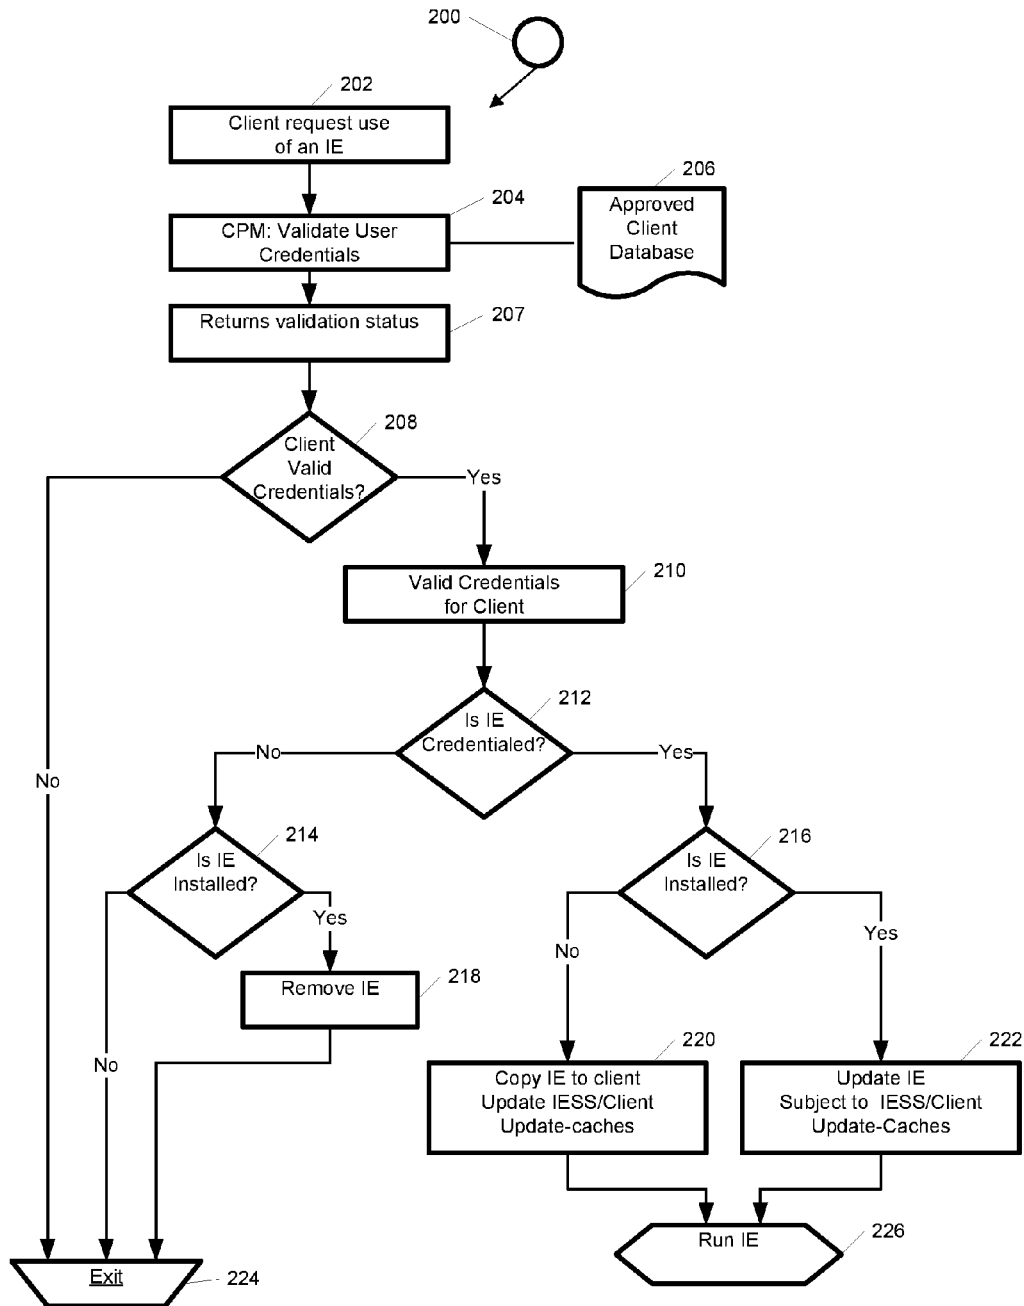 200
202
Client request use
of an IE
204
CPM: Validate User
Credentials
206
Approved
Client
Database
207
Returns validation status
208
Client
Valid
Credentials?
Yes
No
210
Valid Credentials
for Client
212
Is IE
Credentialed?
No
Yes
214
Is IE
Installed?
216
Is IE
Installed?
Yes
No
No
Yes
218
Remove IE
220
Copy IE to client
Update IESS/Client
Update-caches
222
Update IE
Subject to IESS/Client
Update-Caches
226
Run IE
224
Exit